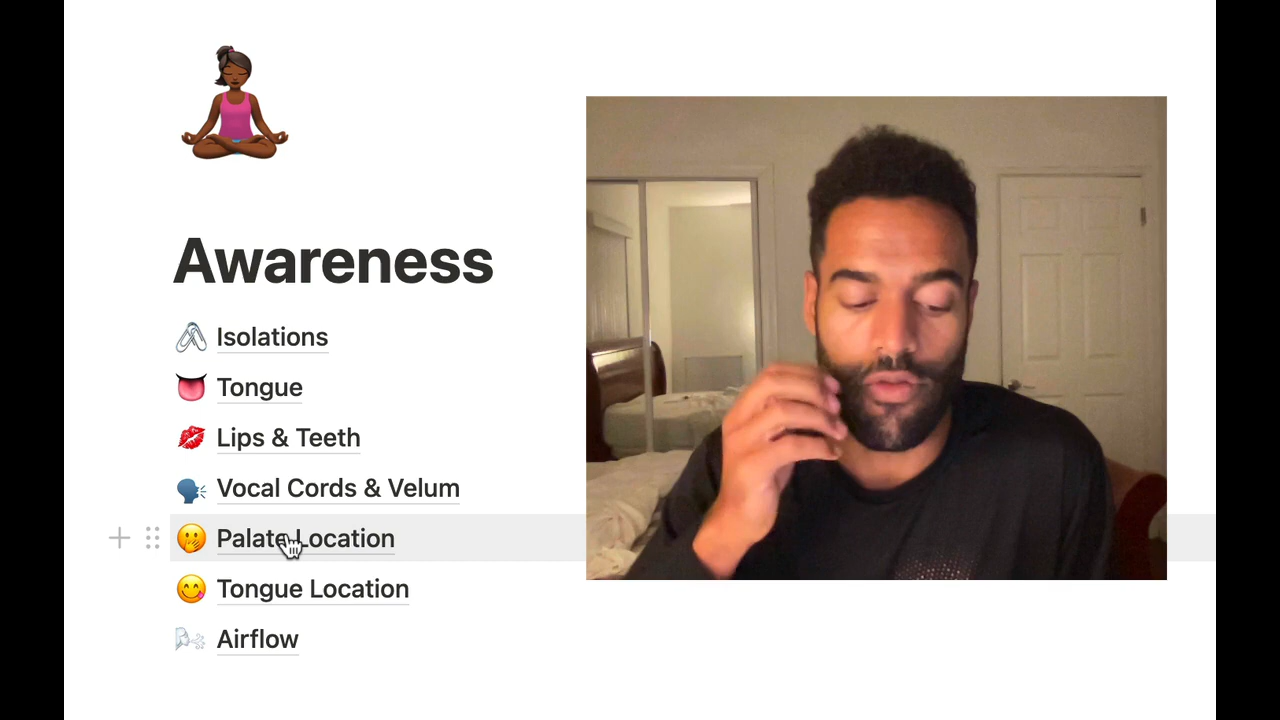 Awareness
Isolations
Tongue
Lips & Teeth
Vocal Cords & Velum
Palate Location
Tongue Location
Airflow